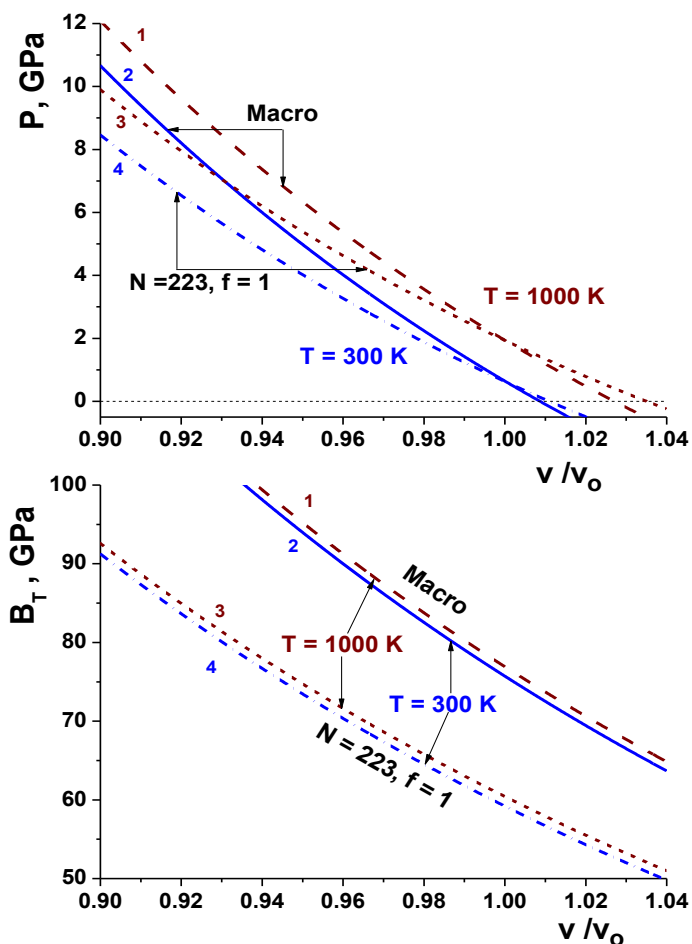 12
10
8
6
4
2
0
P, GPa
1
2
3
4
Macro
N =223, f = 1
T = 1000 K
T = 300 K
0.90 0.92 0.94 0.96 0.98 1.00 1.02 1.04
v /vo
100
90
80
70
60
50
B_T , GPa
1
2
3
4
Macro
T = 1000 K
T = 300 K
N = 223, f = 1
0.90 0.92 0.94 0.96 0.98 1.00 1.02 1.04
v /vo